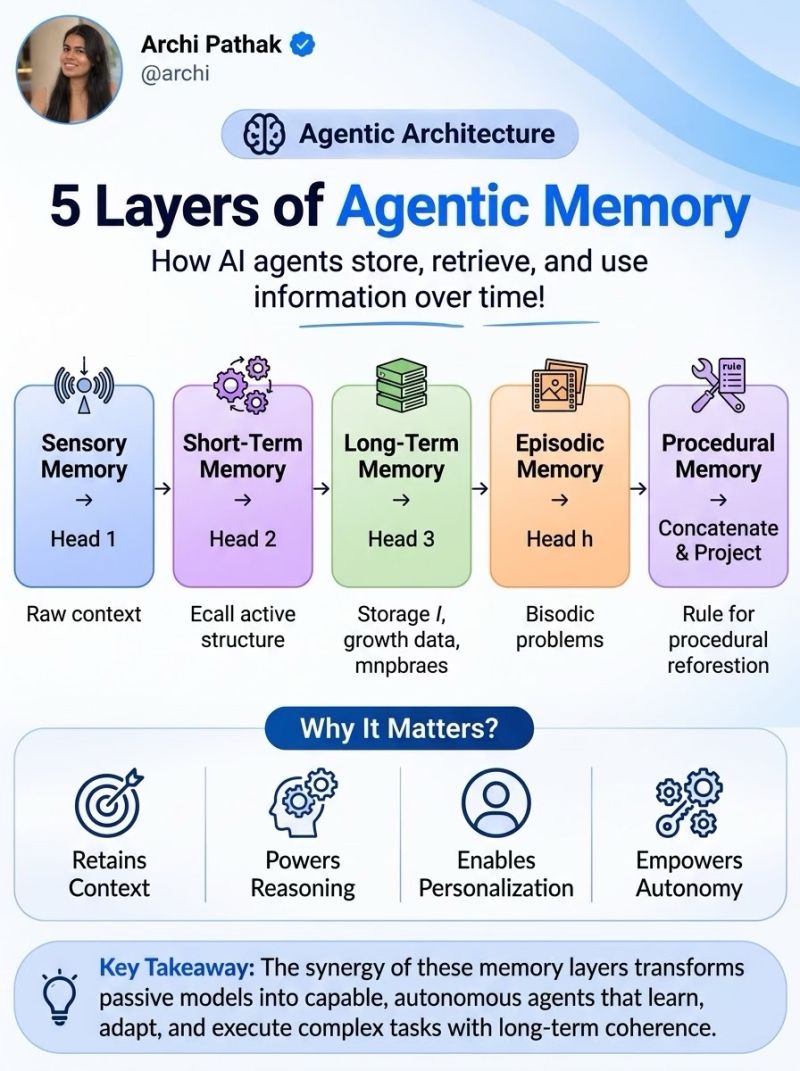 Archi Pathak
@archi
Agentic Architecture
5 Layers of Agentic Memory
How AI agents store, retrieve, and use
information over time!
rule
Sensory
Memory
→
Head 1
→
Short-Term
Memory
→
Head 2
→
Long-Term
Memory
→
Head 3
→
Episodic
Memory
→
Head h
→
Procedural
Memory
→
Concatenate
& Project
Raw context
Ecall active
structure
Storage I,
growth data,
mnpbraes
Bisodic
problems
Rule for
procedural
reforestion
Why It Matters?
Retains
Context
Powers
Reasoning
Enables
Personalization
Empowers
Autonomy
Key Takeaway: The synergy of these memory layers transforms
passive models into capable, autonomous agents that learn,
adapt, and execute complex tasks with long-term coherence.